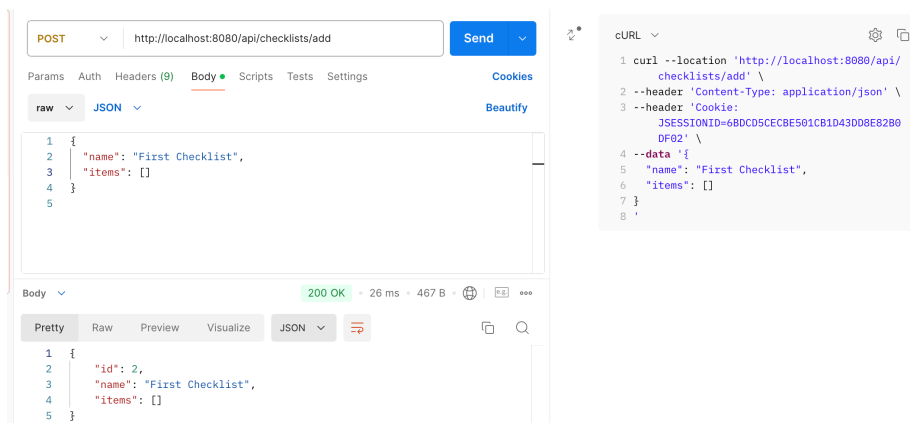 POST http://localhost:8080/api/checklists/add Send
Params Auth Headers (9) Body Scripts Tests Settings Cookies
raw JSON Beautify
1 {
2 "name": "First Checklist",
3 "items": []
4 }
5
Body 200 OK 26 ms 467 B e.g.
Pretty Raw Preview Visualize JSON
1 {
2 "id": 2,
3 "name": "First Checklist",
4 "items": []
5 }
cURL
1 curl --location 'http://localhost:8080/api/
checklists/add' \
2 --header 'Content-Type: application/json' \
3 --header 'Cookie:
JSESSIONID=6BDCD5CECBE501CB1D43DD8E82B0
DF02' \
4 --data '{
5 "name": "First Checklist",
6 "items": []
7 }
8 '